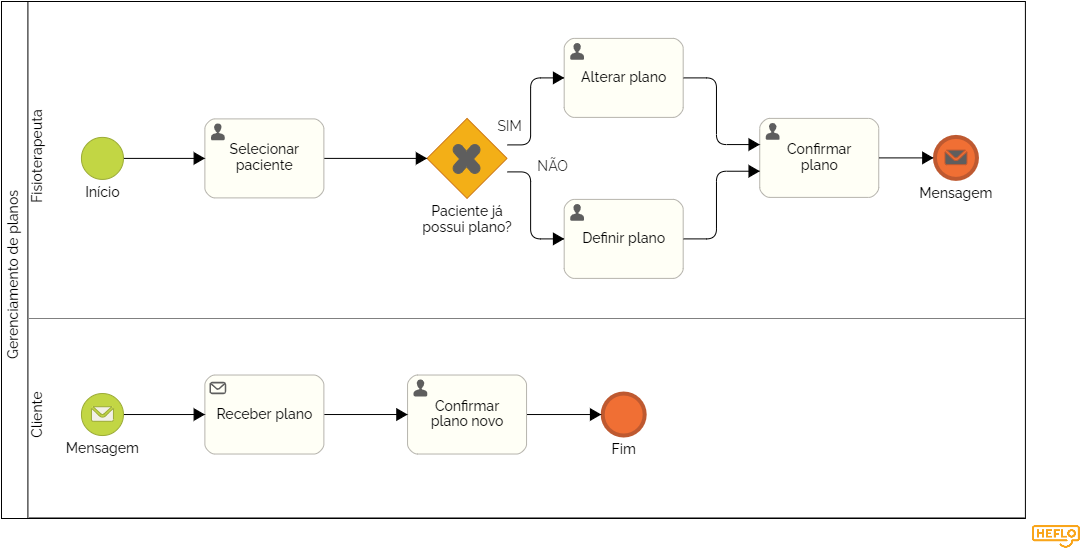 Gerenciamento de planos
Fisioterapeuta
Início
Selecionar
paciente
Paciente já
possui plano?
SIM
NÃO
Alterar plano
Definir plano
Confirmar
plano
Mensagem
Cliente
Mensagem
Receber plano
Confirmar
plano novo
Fim
HEFLO